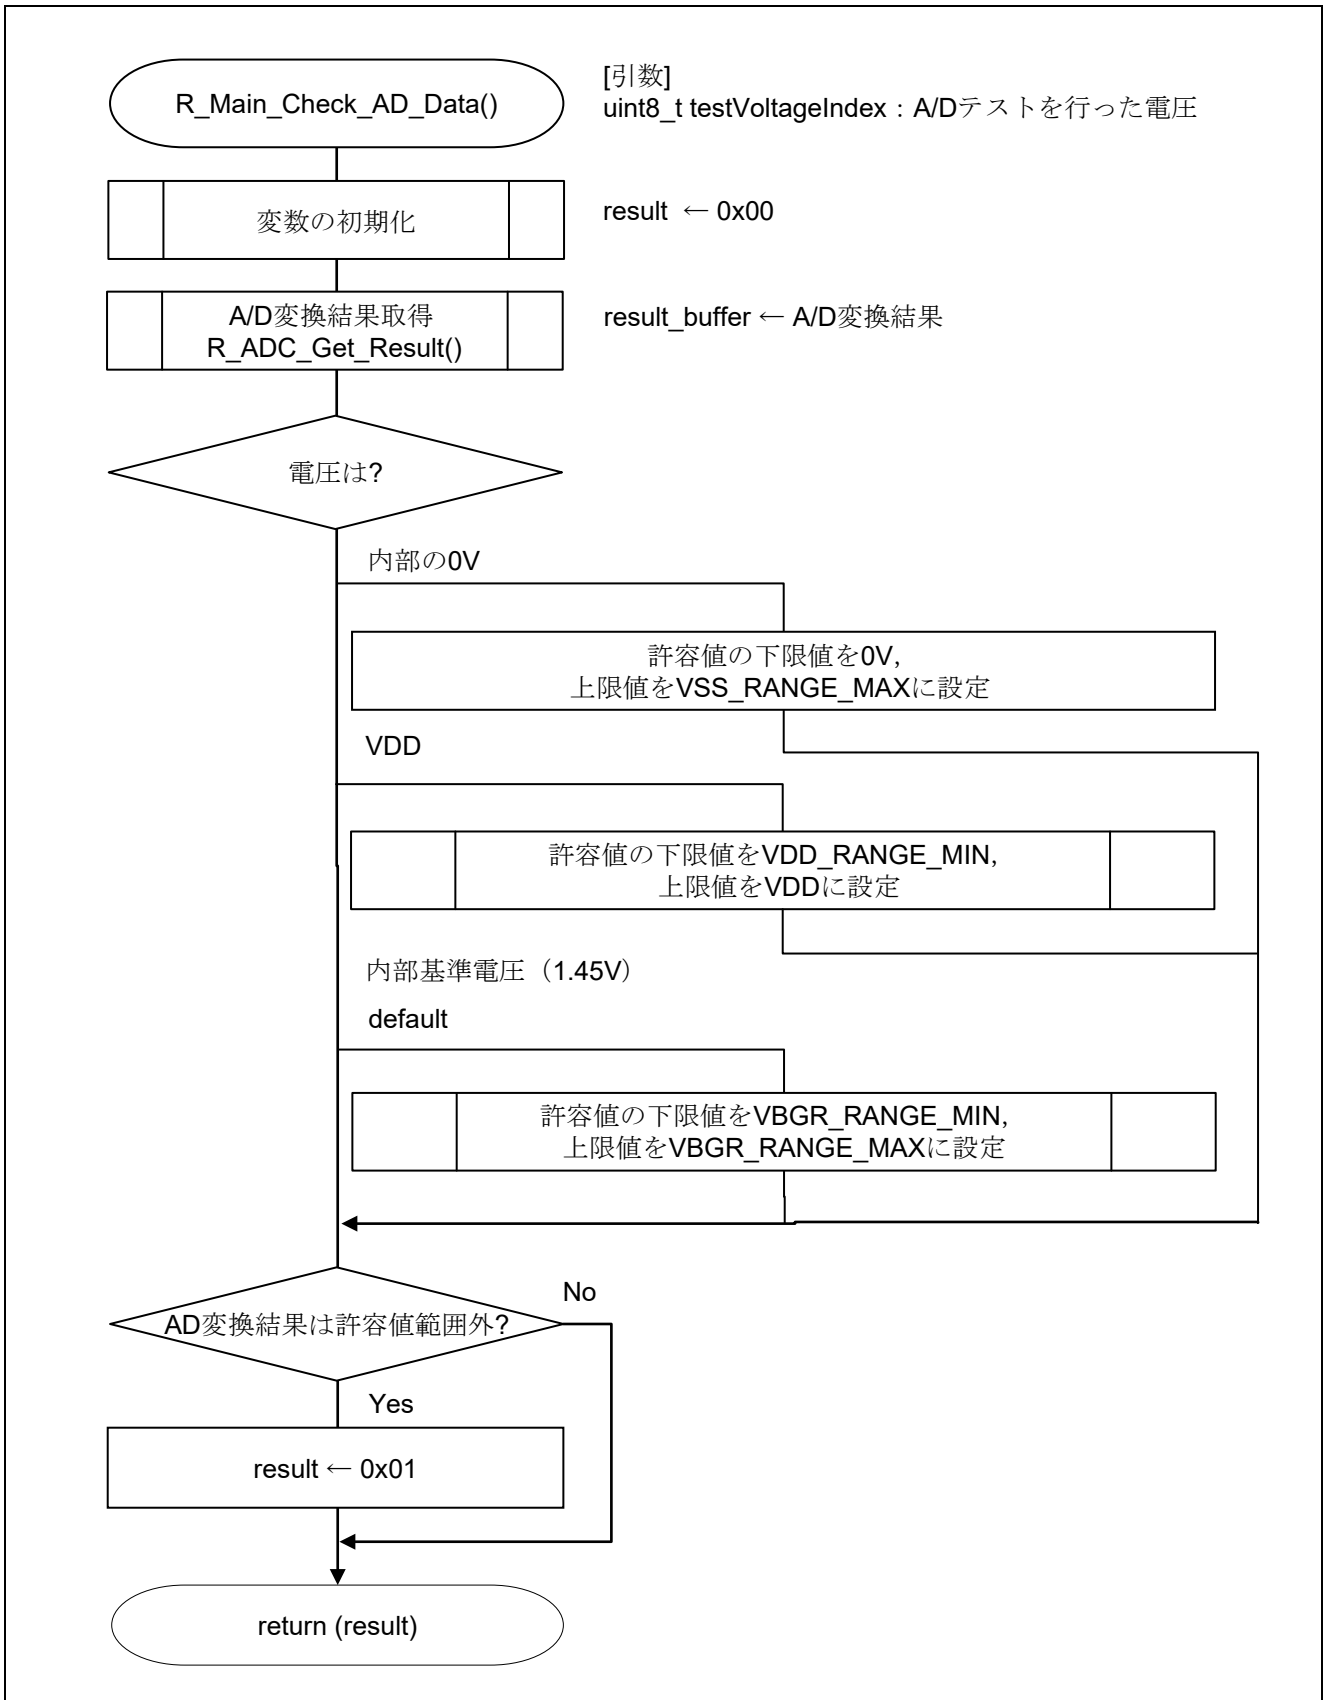 R_Main_Check_AD_Data()
[引数]
uint8_t testVoltageIndex：A/Dテストを行った電圧
変数の初期化
result ← 0x00
A/D変換結果取得
R_ADC_Get_Result()
result_buffer ← A/D変換結果
電圧は?
内部の0V
許容値の下限値を0V,
上限値をVSS_RANGE_MAXに設定
VDD
許容値の下限値をVDD_RANGE_MIN,
上限値をVDDに設定
内部基準電圧（1.45V）
default
許容値の下限値をVBGR_RANGE_MIN,
上限値をVBGR_RANGE_MAXに設定
No
AD変換結果は許容値範囲外?
Yes
result ← 0x01
return (result)